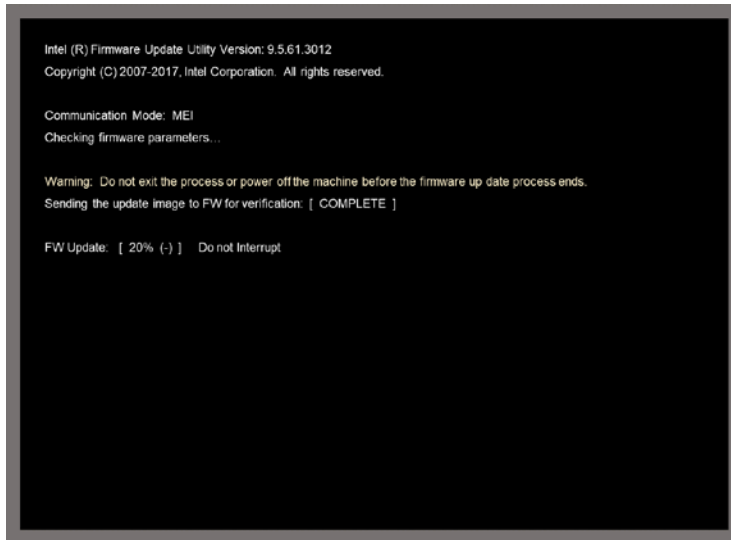 Intel (R) Firmware Update Utility Version: 9.5.61.3012
Copyright (C) 2007-2017, Intel Corporation. All rights reserved.
Communication Mode: MEI
Checking firmware parameters...
Warning: Do not exit the process or power off the machine before the firmware up date process ends.
Sending the update image to FW for verification: [ COMPLETE ]
FW Update: [ 20% (-) ] Do not Interrupt